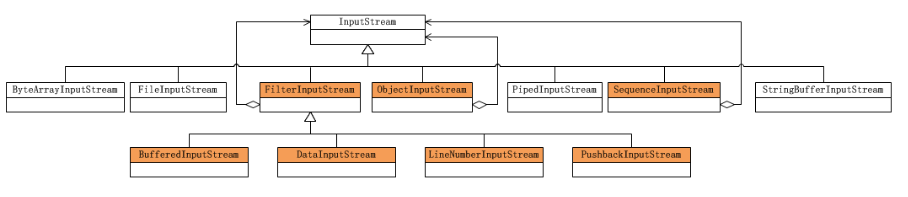 InputStream
ByteArrayInputStream
FileInputStream
FilterInputStream
ObjectInputStream
PipedInputStream
SequenceInputStream
StringBufferInputStream
BufferedInputStream
DataInputStream
LineNumberInputStream
PushbackInputStream